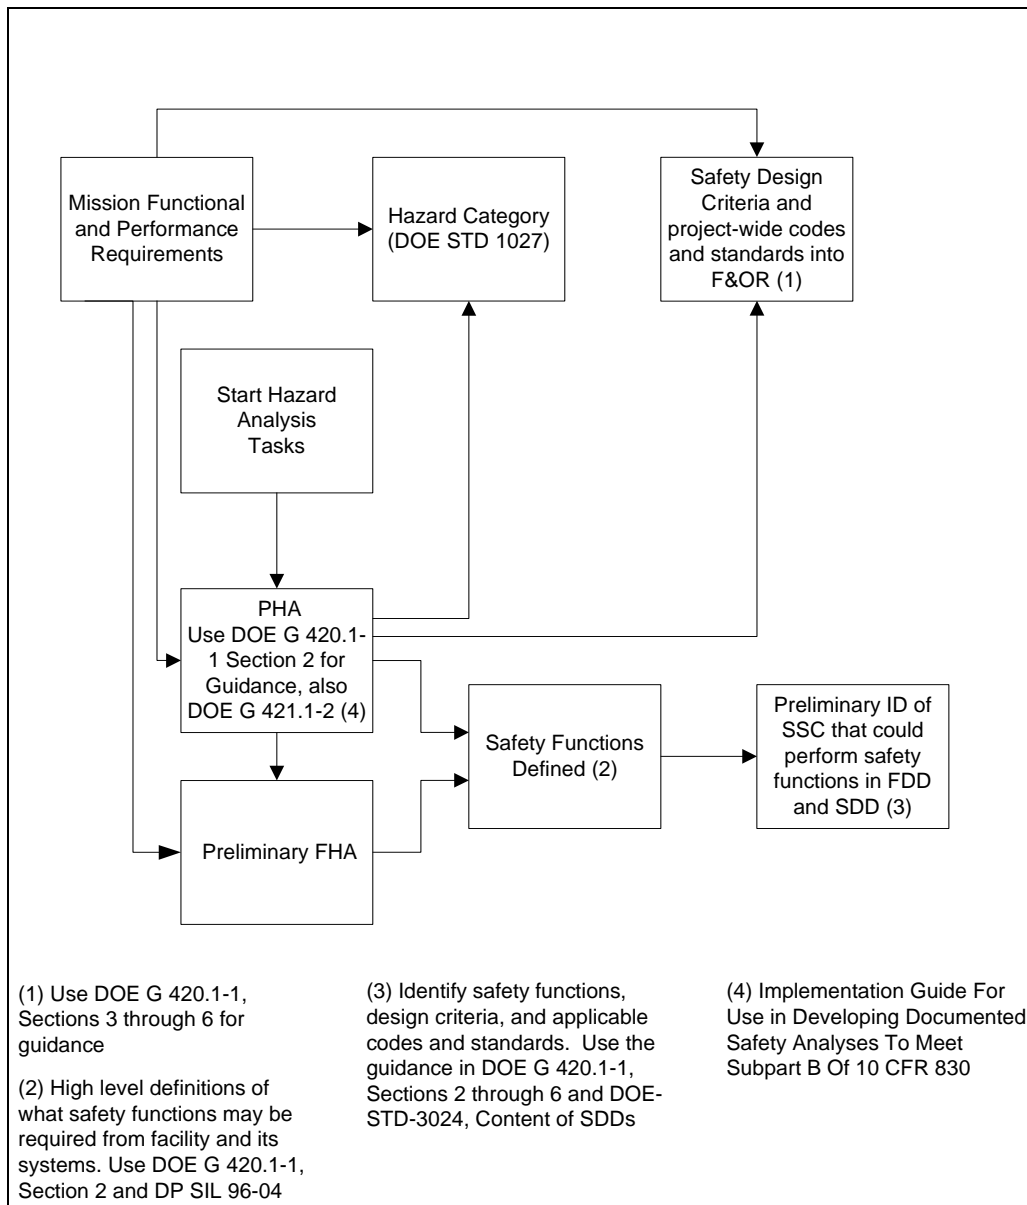 Mission Functional
and Performance
Requirements
Hazard Category
(DOE STD 1027)
Safety Design
Criteria and
project-wide codes
and standards into
F&OR (1)
Start Hazard
Analysis
Tasks
PHA
Use DOE G 420.1-
1 Section 2 for
Guidance, also
DOE G 421.1-2 (4)
Safety Functions
Defined (2)
Preliminary ID of
SSC that could
perform safety
functions in FDD
and SDD (3)
Preliminary FHA
(1) Use DOE G 420.1-1,
Sections 3 through 6 for
guidance
(2) High level definitions of
what safety functions may be
required from facility and its
systems. Use DOE G 420.1-1,
Section 2 and DP SIL 96-04
(3) Identify safety functions,
design criteria, and applicable
codes and standards.  Use the
guidance in DOE G 420.1-1,
Sections 2 through 6 and DOE-
STD-3024, Content of SDDs
(4) Implementation Guide For
Use in Developing Documented
Safety Analyses To Meet
Subpart B Of 10 CFR 830